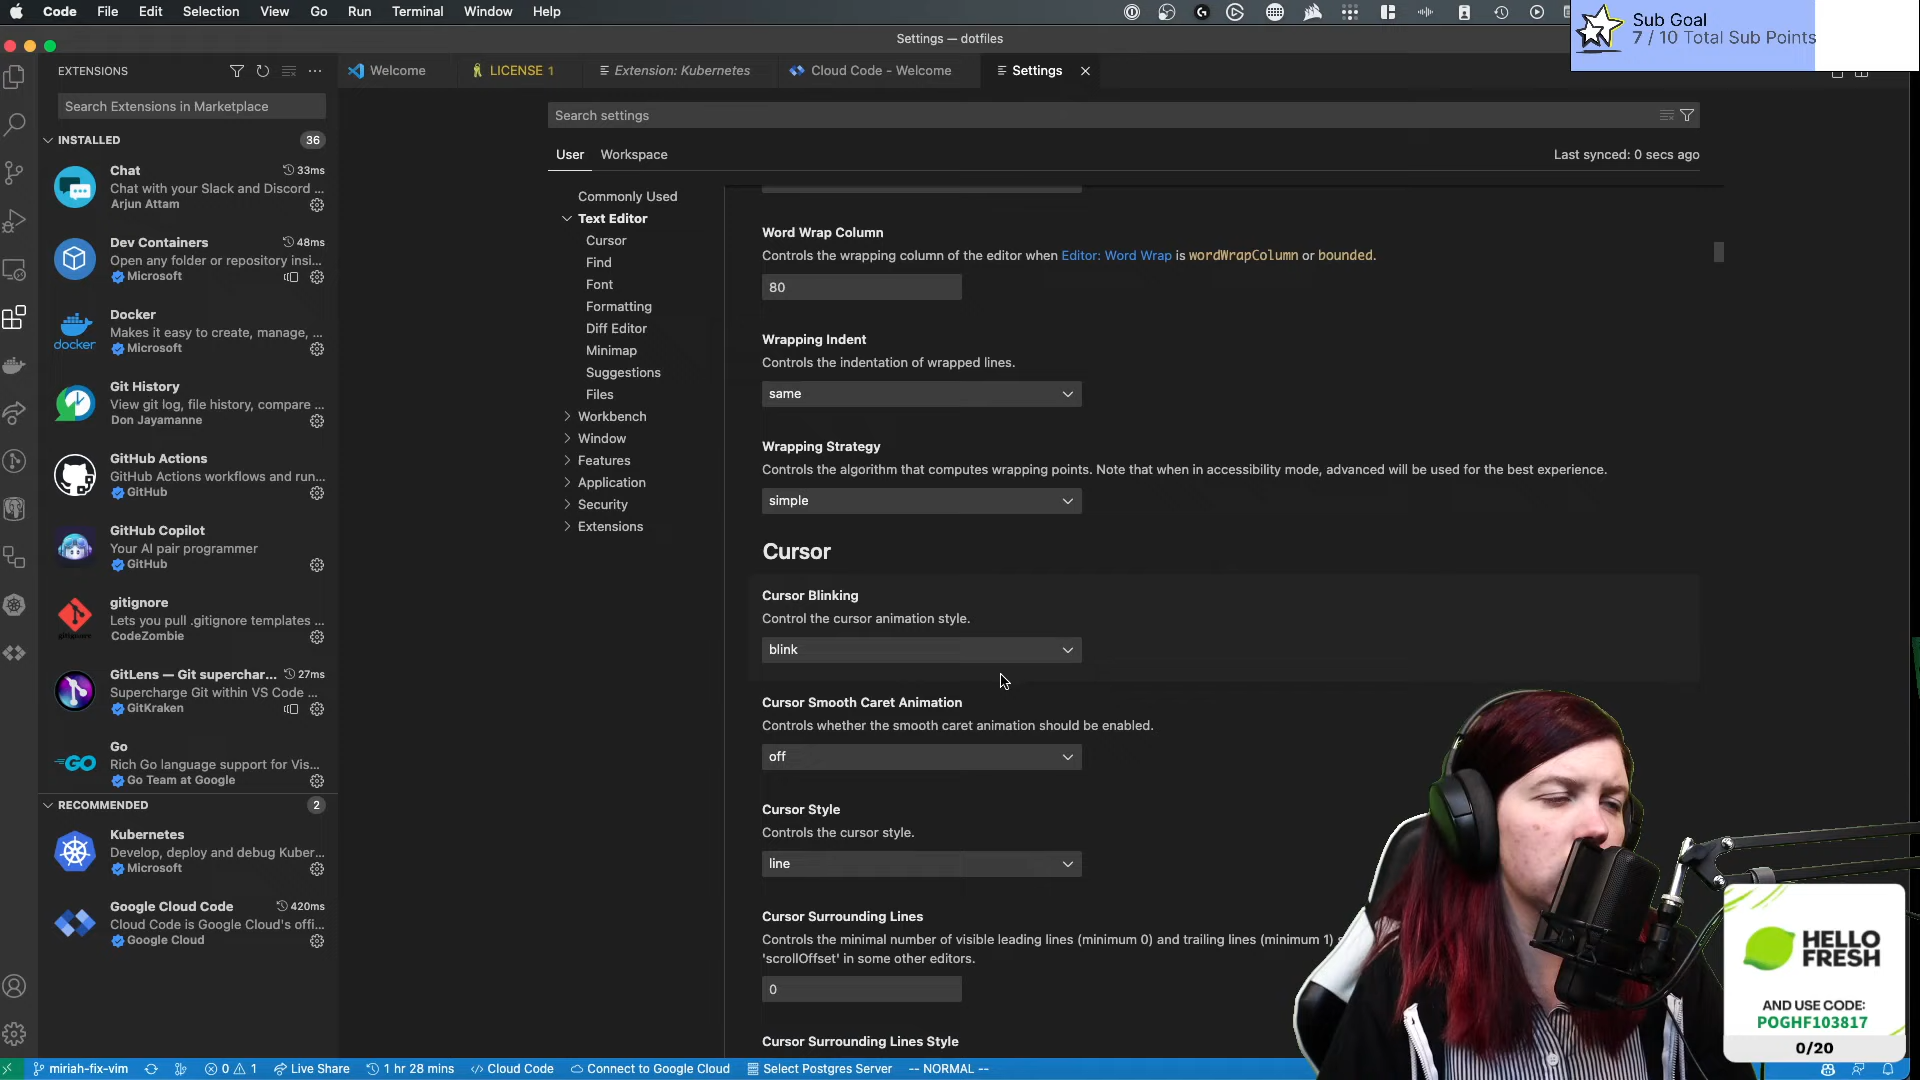 Code File Edit Selection View Go Run Terminal Window Help
Settings — dotfiles
Sub Goal
7 / 10 Total Sub Points
EXTENSIONS
Welcome
LICENSE 1
Extension: Kubernetes
Cloud Code - Welcome
Settings
Search Extensions in Marketplace
INSTALLED 36
Chat 33ms
Chat with your Slack and Discord ...
Arjun Attam
Dev Containers 48ms
Open any folder or repository insi...
Microsoft
docker
Docker
Makes it easy to create, manage, ...
Microsoft
Git History
View git log, file history, compare ...
Don Jayamanne
GitHub Actions
GitHub Actions workflows and run...
GitHub
GitHub Copilot
Your AI pair programmer
GitHub
gitignore
Lets you pull .gitignore templates ...
CodeZombie
GitLens — Git superchar... 27ms
Supercharge Git within VS Code ...
GitKraken
GO
Go
Rich Go language support for Vis...
Go Team at Google
RECOMMENDED 2
Kubernetes
Develop, deploy and debug Kuber...
Microsoft
Google Cloud Code 420ms
Cloud Code is Google Cloud's offi...
Google Cloud
Search settings
User Workspace
Last synced: 0 secs ago
Commonly Used
Text Editor
Cursor
Find
Font
Formatting
Diff Editor
Minimap
Suggestions
Files
Workbench
Window
Features
Application
Security
Extensions
Word Wrap Column
Controls the wrapping column of the editor when Editor: Word Wrap is wordWrapColumn or bounded.
80
Wrapping Indent
Controls the indentation of wrapped lines.
same
Wrapping Strategy
Controls the algorithm that computes wrapping points. Note that when in accessibility mode, advanced will be used for the best experience.
simple
Cursor
Cursor Blinking
Control the cursor animation style.
blink
Cursor Smooth Caret Animation
Controls whether the smooth caret animation should be enabled.
off
Cursor Style
Controls the cursor style.
line
Cursor Surrounding Lines
Controls the minimal number of visible leading lines (minimum 0) and trailing lines (minimum 1)
'scrollOffset' in some other editors.
0
Cursor Surrounding Lines Style
HELLO
FRESH
AND USE CODE:
POGHF103817
0/20
miriah-fix-vim 0 1 Live Share 1 hr 28 mins Cloud Code Connect to Google Cloud Select Postgres Server -- NORMAL --